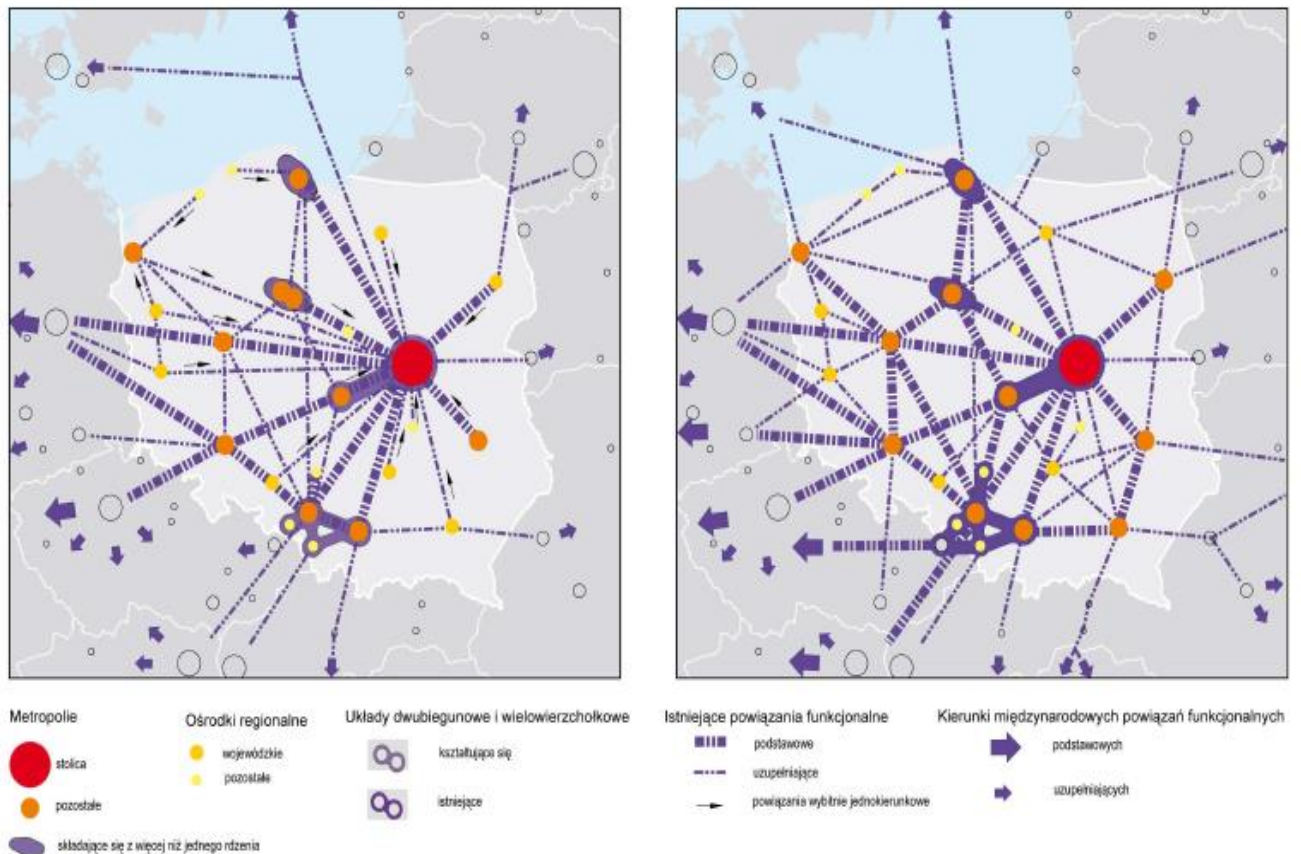 Metropolie
stolica
pozostałe
składające się z więcej niż jednego rdzenia
Ośrodki regionalne
wojewódzkie
pozostałe
Układy dwubiegunowe i wielowierzchołkowe
kształtujące się
istniejące
Istniejące powiązania funkcjonalne
podstawowe
uzupełniające
powiązania wybitnie jednokierunkowe
Kierunki międzynarodowych powiązań funkcjonalnych
podstawowych
uzupełniających